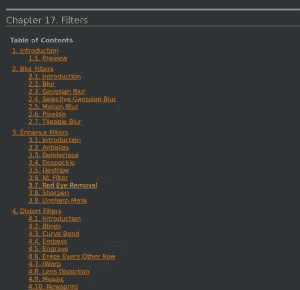 Chapter 17. Filters
Table of Contents
1. Introduction
1.1. Preview
2. Blur Filters
2.1. Introduction
2.2. Blur
2.3. Gaussian Blur
2.4. Selective Gaussian Blur
2.5. Motion Blur
2.6. Pixelise
2.7. Tileable Blur
3. Enhance Filters
3.1. Introduction
3.2. Antialias
3.3. Deinterlace
3.4. Despeckle
3.5. Destripe
3.6. NL Filter
3.7. Red Eye Removal
3.8. Sharpen
3.9. Unsharp Mask
4. Distort Filters
4.1. Introduction
4.2. Blinds
4.3. Curve Bend
4.4. Emboss
4.5. Engrave
4.6. Erase Every Other Row
4.7. IWarp
4.8. Lens Distortion
4.9. Mosaic
4.10. Newsprint